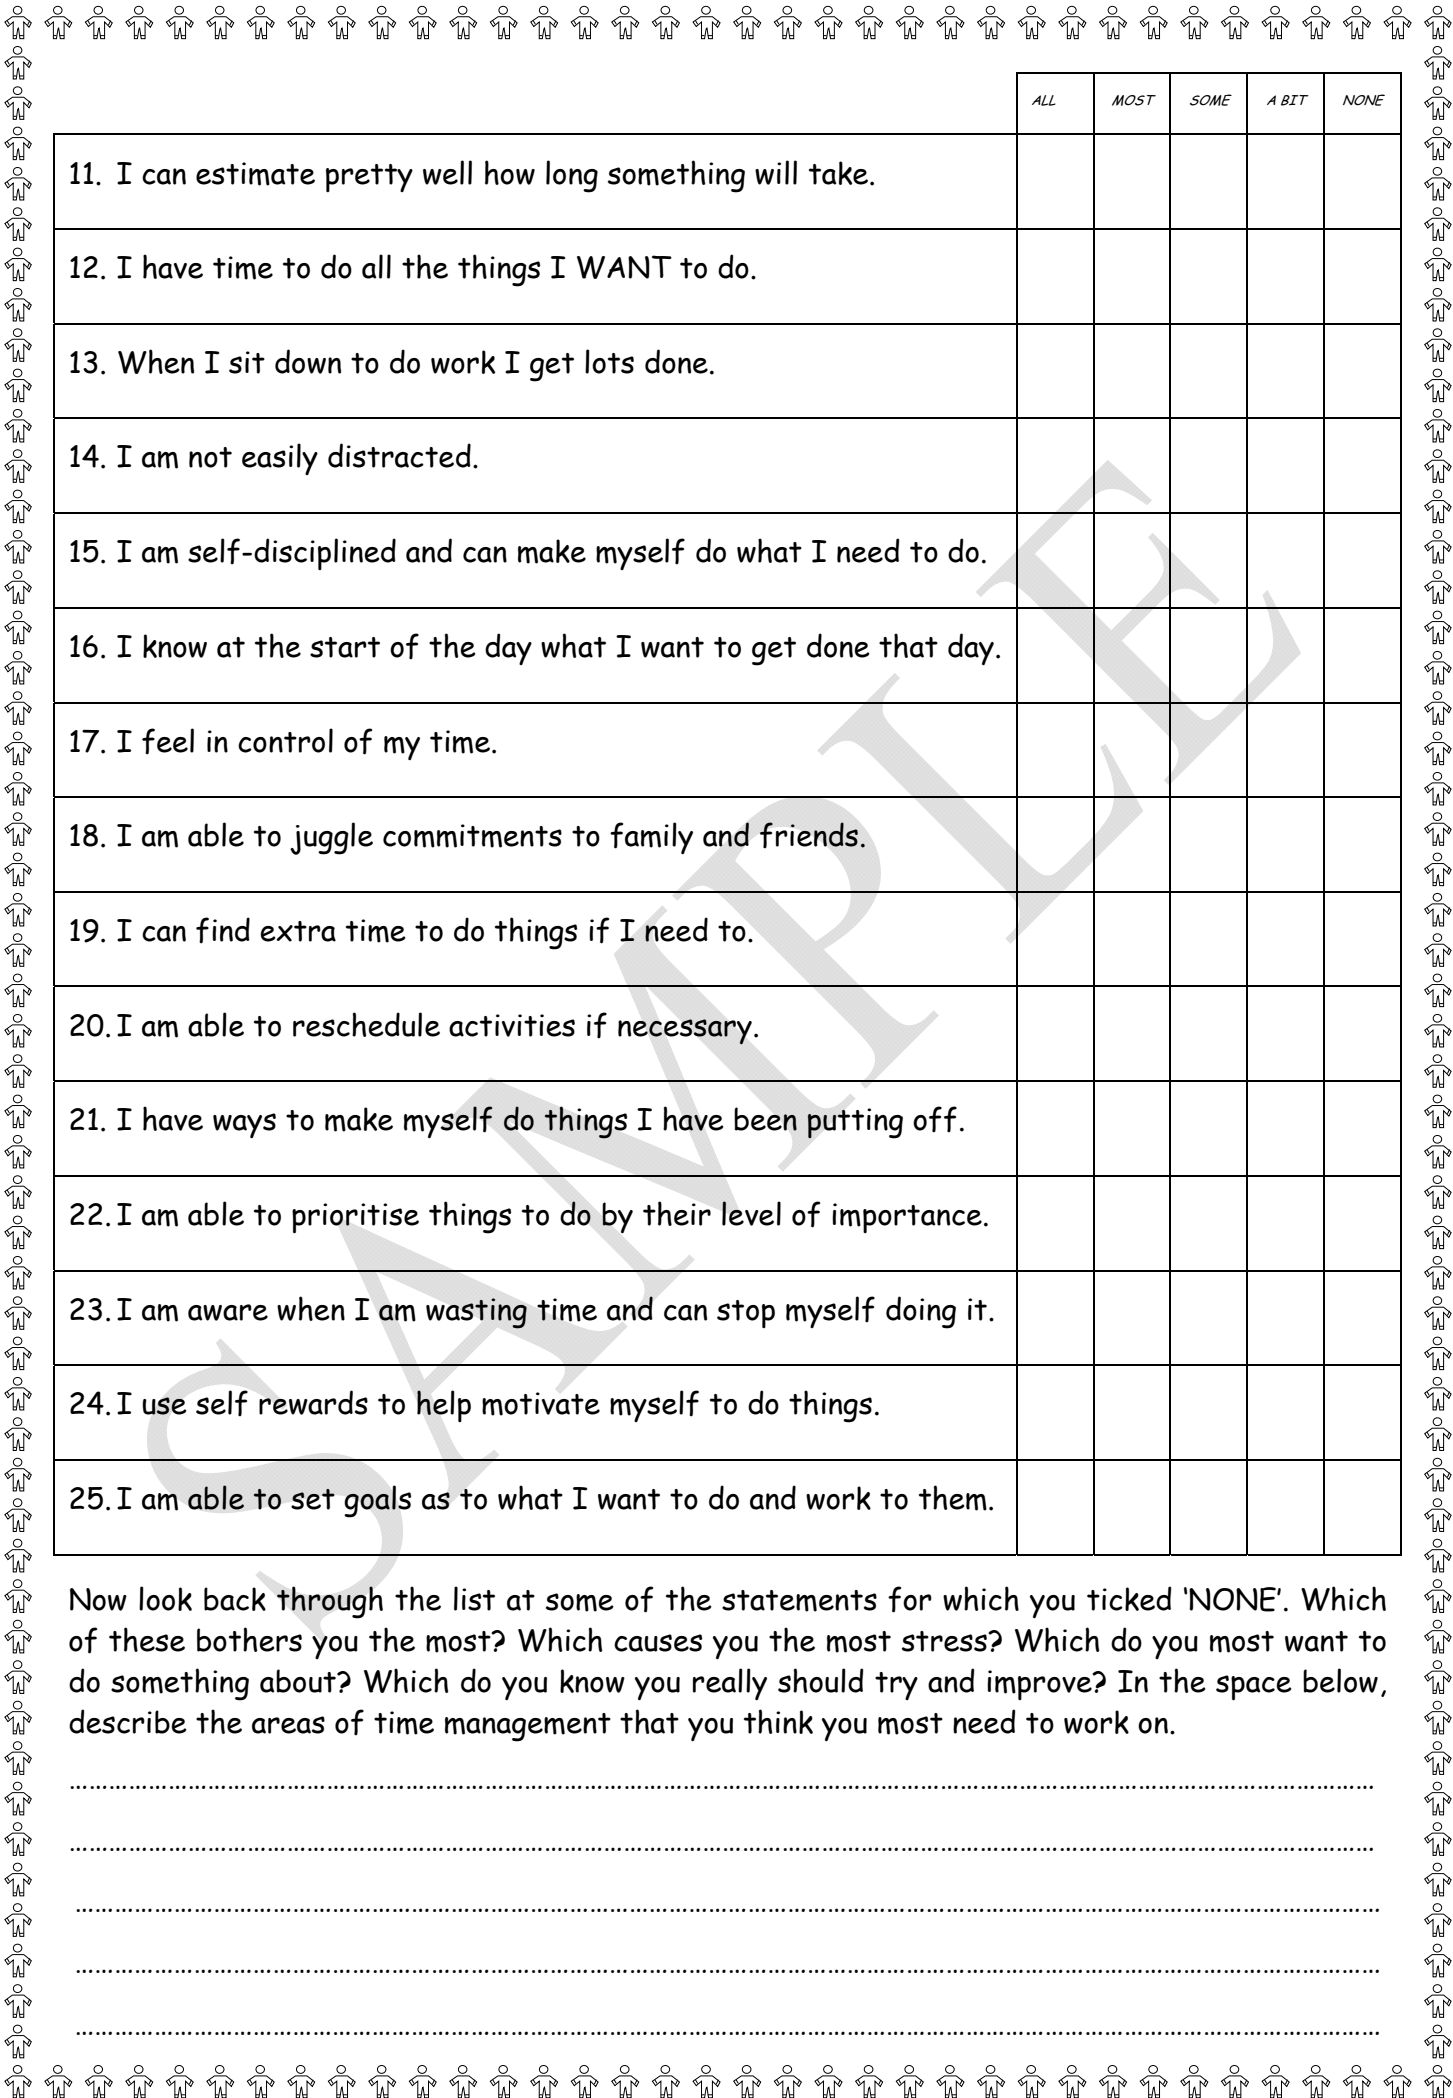 ALL MOST SOME A BIT NONE
11. I can estimate pretty well how long something will take.
12. I have time to do all the things I WANT to do.
13. When I sit down to do work I get lots done.
14. I am not easily distracted.
15. I am self-disciplined and can make myself do what I need to do.
16. I know at the start of the day what I want to get done that day.
17. I feel in control of my time.
18. I am able to juggle commitments to family and friends.
19. I can find extra time to do things if I need to.
20. I am able to reschedule activities if necessary.
21. I have ways to make myself do things I have been putting off.
22. I am able to prioritise things to do by their level of importance.
23. I am aware when I am wasting time and can stop myself doing it.
24. I use self rewards to help motivate myself to do things.
25. I am able to set goals as to what I want to do and work to them.
SAMPLE
Now look back through the list at some of the statements for which you ticked ‘NONE’. Which
of these bothers you the most? Which causes you the most stress? Which do you most want to
do something about? Which do you know you really should try and improve? In the space below,
describe the areas of time management that you think you most need to work on.